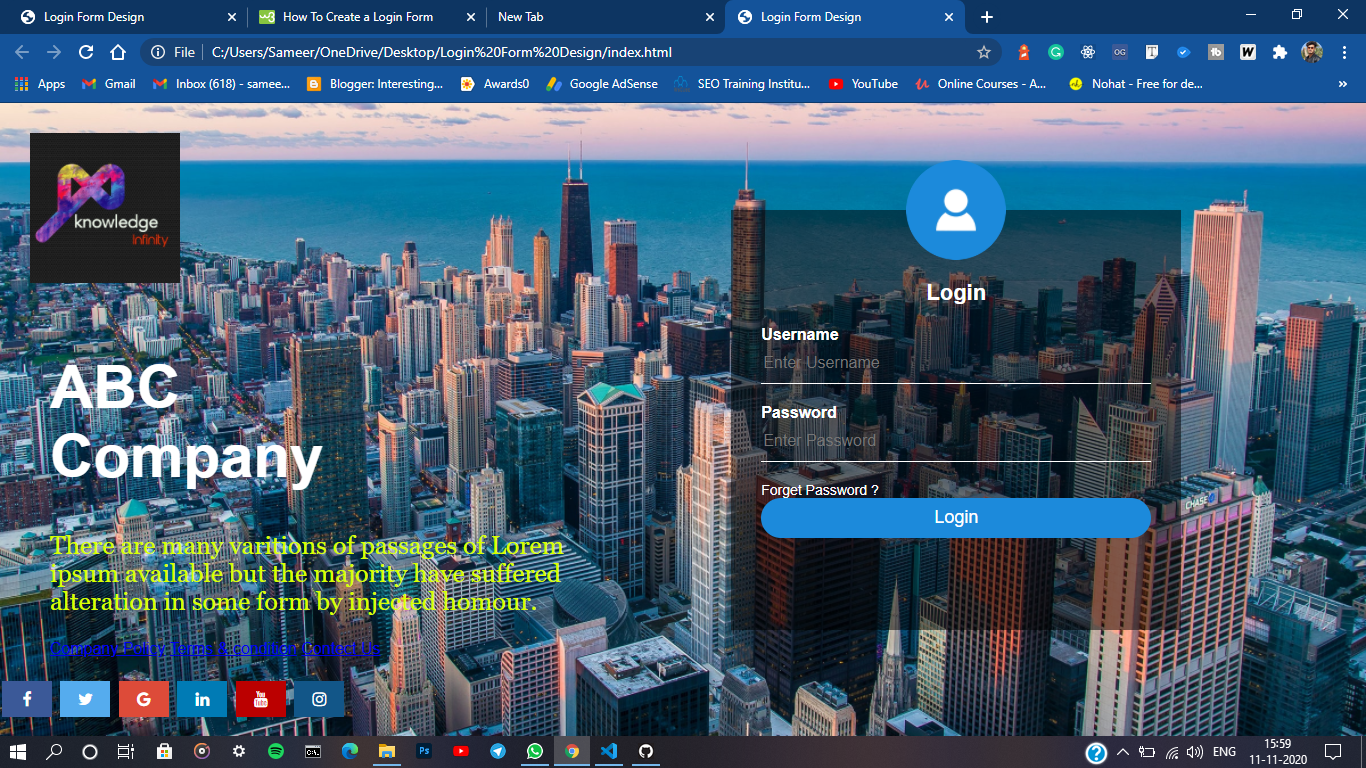 Login Form Design
How To Create a Login Form
New Tab
Login Form Design
File
C:/Users/Sameer/OneDrive/Desktop/Login%20Form%20Design/index.html
Apps
Gmail
Inbox (618) - samee...
Blogger: Interesting...
Awards0
Google AdSense
SEO Training Institu...
YouTube
Online Courses - A...
Nohat - Free for de...
»
knowledge
Infinity
Login
Username
Enter Username
Password
Enter Password
Forget Password ?
Login
ABC
Company
There are many varitions of passages of Lorem
ipsum available but the majority have suffered
alteration in some form by injected homour.
Company Policy Terms & condition Contact Us
CHASE
ENG
15:59
11-11-2020